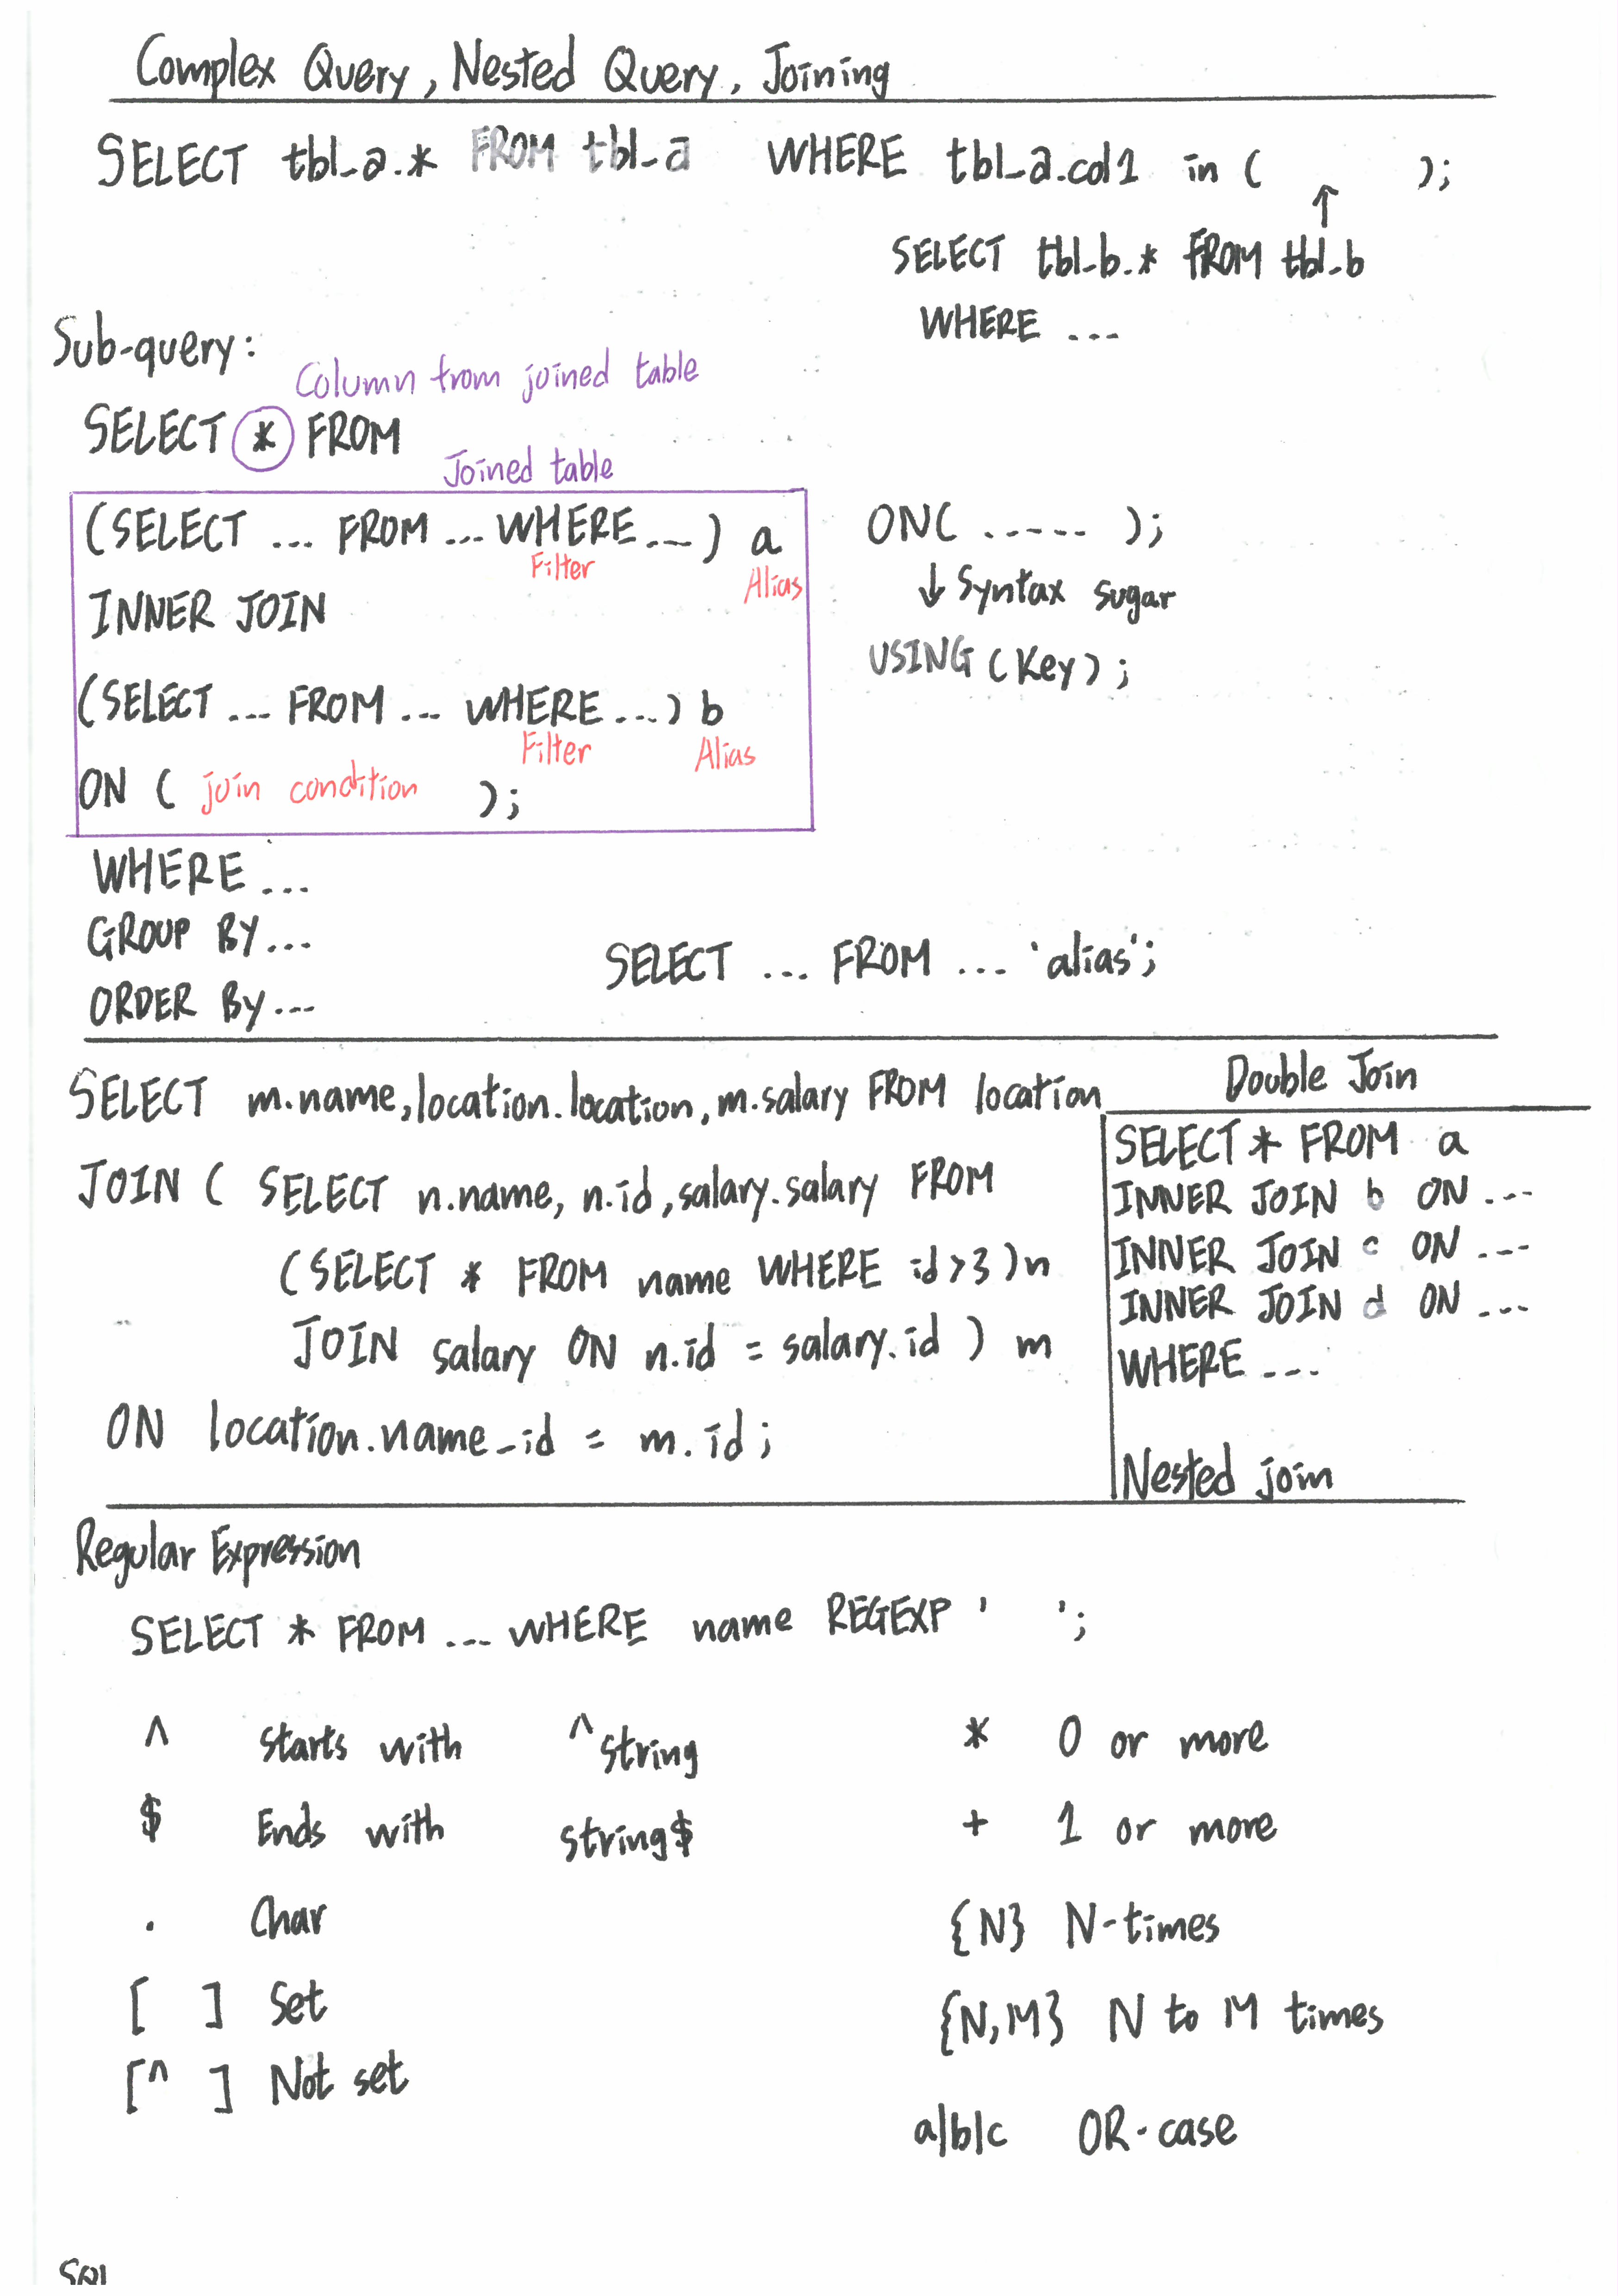 Complex Query, Nested Query, Joining
SELECT tbl_a.* FROM tbl_a WHERE tbl_a.col1 in ( );
↑
SELECT tbl_b.* FROM tbl_b
WHERE ...
Sub-query:
Column from joined table
SELECT * FROM
Joined table
(SELECT ... FROM ... WHERE ...) a
Filter
Alias
INNER JOIN
(SELECT ... FROM ... WHERE ...) b
Filter
Alias
ON ( join condition );
ON( ..... );
↓ Syntax sugar
USING (Key);
WHERE ...
GROUP BY ...
ORDER By ...
SELECT ... FROM ... 'alias';
SELECT m.name, location.location, m.salary FROM location
JOIN ( SELECT n.name, n.id, salary.salary FROM
(SELECT * FROM name WHERE id>3)n
JOIN salary ON n.id = salary.id ) m
ON location.name_id = m.id;
Double Join
SELECT * FROM a
INNER JOIN b ON ...
INNER JOIN c ON ...
INNER JOIN d ON ...
WHERE ...
Nested join
Regular Expression
SELECT * FROM ... WHERE name REGEXP ' ';
^ Starts with ^string
$ Ends with string$
. Char
[ ] Set
[^ ] Not set
* 0 or more
+ 1 or more
{N} N-times
{N,M} N to M times
a|b|c OR-case
SQL